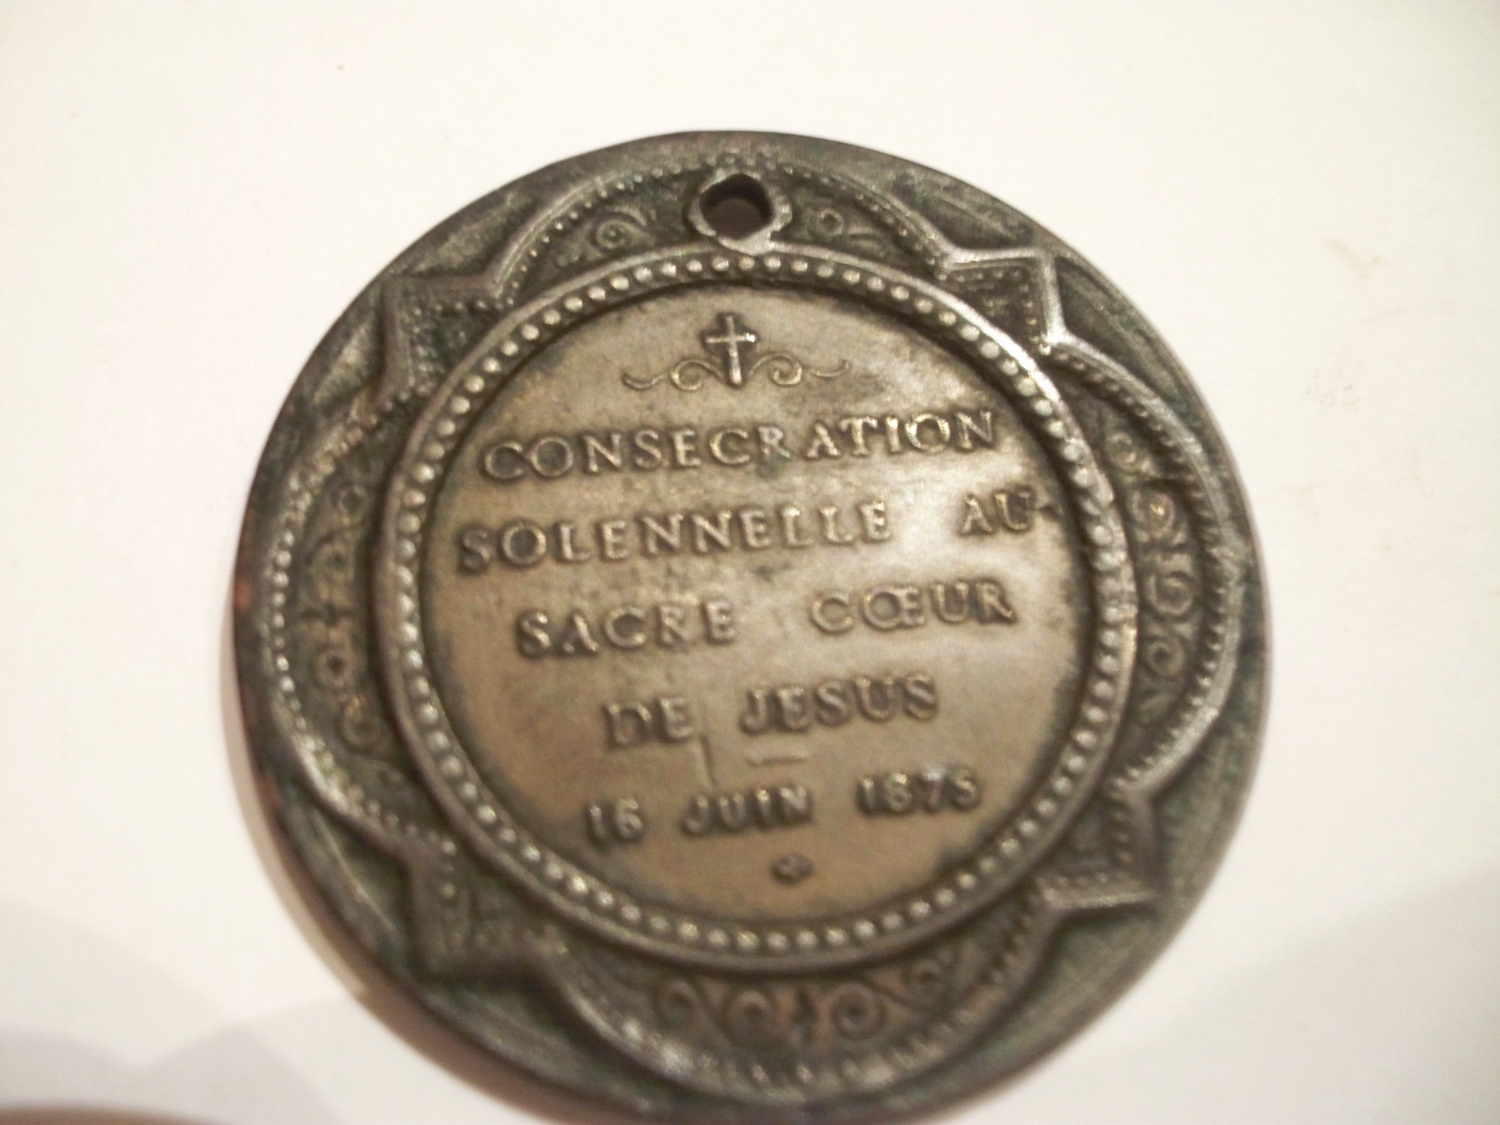 CONSECRATION
SOLENNELLE AU
SACRE CŒUR
DE JESUS
16 JUIN 1875